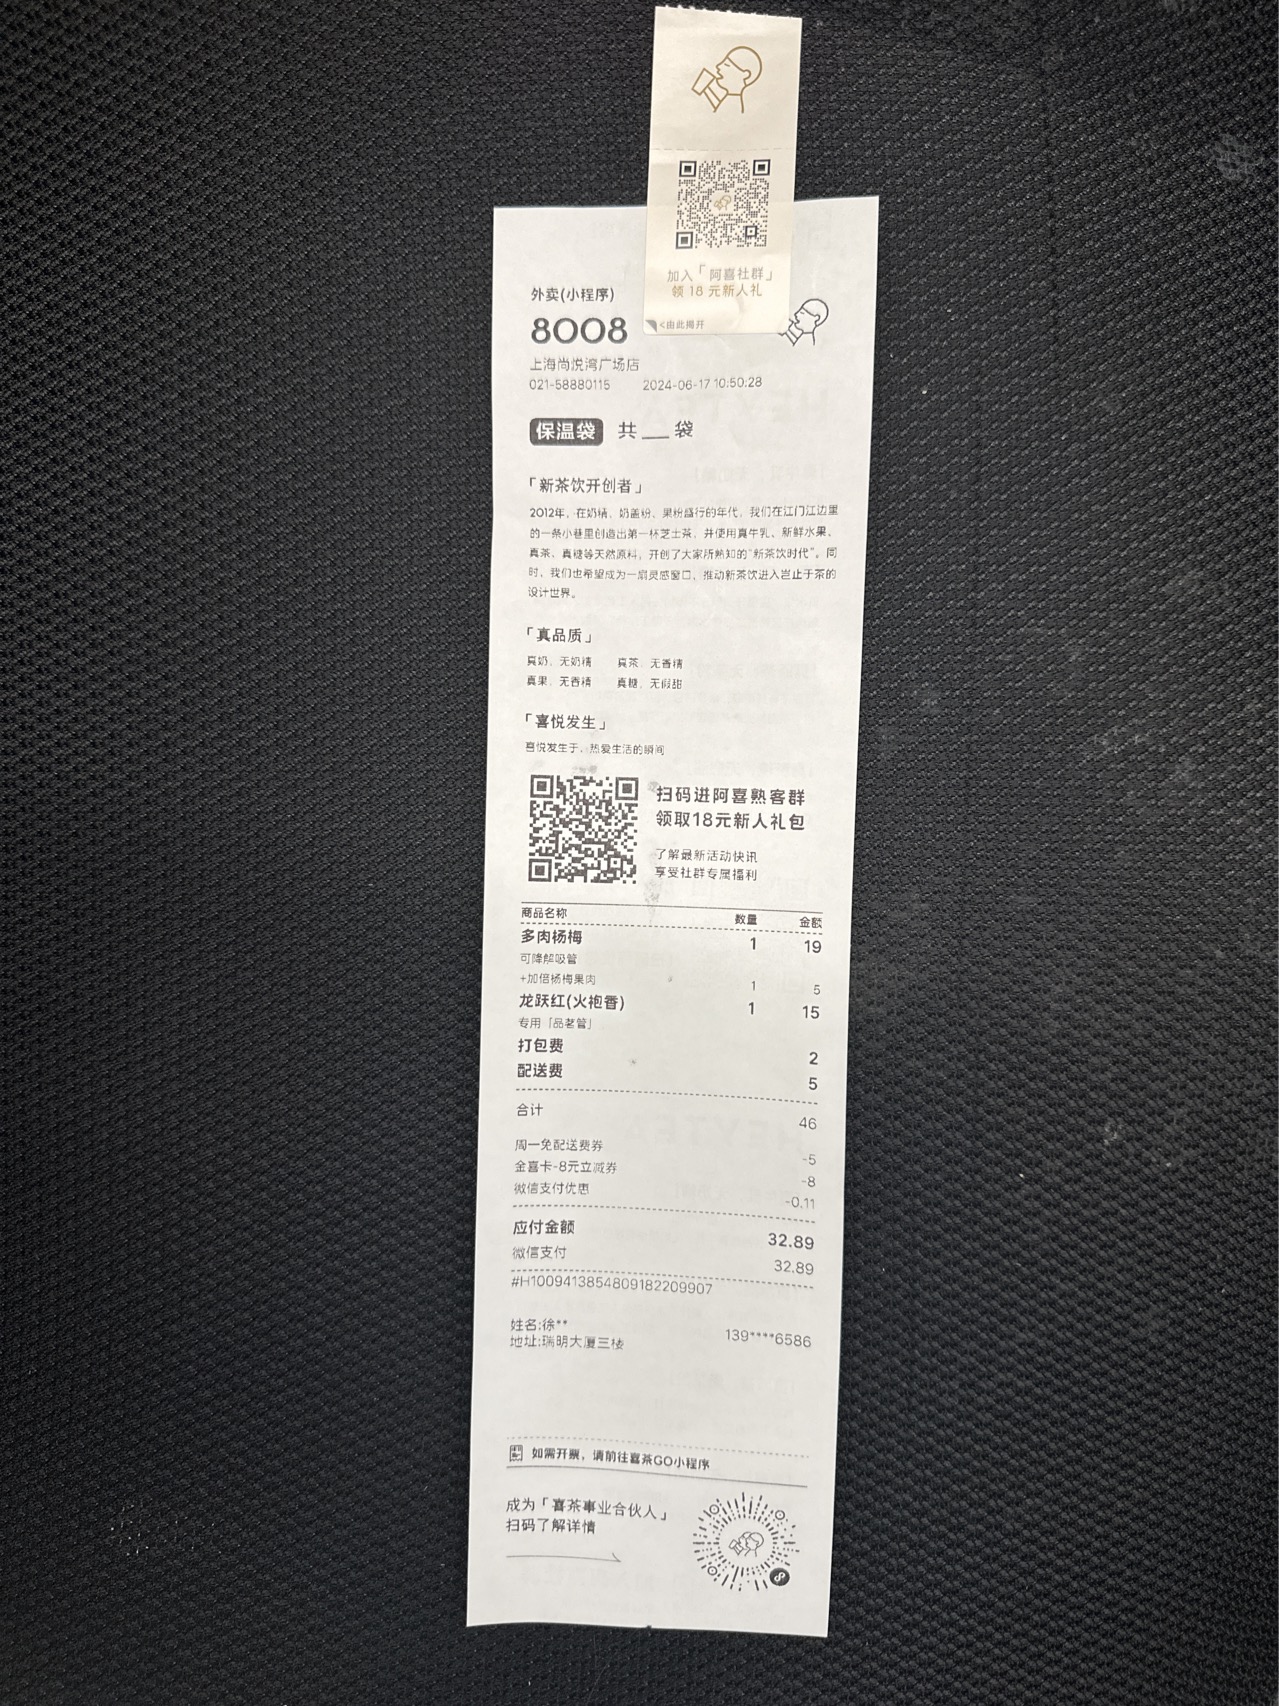 加入「阿喜社群」
领 18 元新人礼
<由此揭开
外卖(小程序)
8008
上海尚悦湾广场店
021-58880115 2024-06-17 10:50:28
保温袋 共__袋
「新茶饮开创者」
2012年，在奶精、奶盖粉、果粉盛行的年代，我们在江门江边里
的一条小巷里创造出第一杯芝士茶，并使用真牛乳、新鲜水果、
真茶、真糖等天然原料，开创了大家所熟知的“新茶饮时代”。同
时，我们也希望成为一扇灵感窗口，推动新茶饮进入岂止于茶的
设计世界。
「真品质」
真奶，无奶精 真茶，无香精
真果，无香精 真糖，无假甜
「喜悦发生」
喜悦发生于，热爱生活的瞬间
扫码进阿喜熟客群
领取18元新人礼包
了解最新活动快讯
享受社群专属福利
商品名称 数量 金额
多肉杨梅 1 19
可降解吸管
+加倍杨梅果肉 1 5
龙跃红(火袍香) 1 15
专用「品茗管」
打包费 2
配送费 5
合计 46
周一免配送费券 -5
金喜卡-8元立减券 -8
微信支付优惠 -0.11
应付金额 32.89
微信支付 32.89
#H1009413854809182209907
姓名:徐** 139****6586
地址:瑞明大厦三楼
如需开票，请前往喜茶GO小程序
成为「喜茶事业合伙人」
扫码了解详情